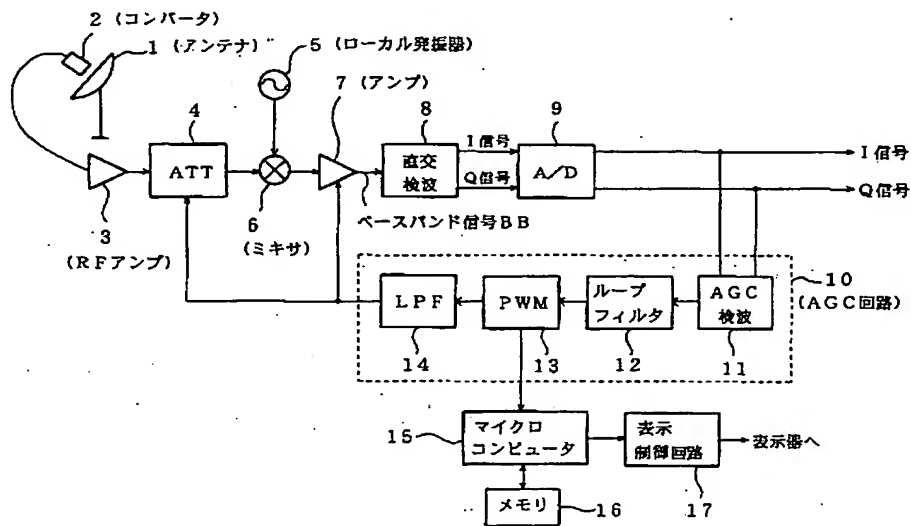 2 (コンバータ)
1 (アンテナ)
5 (ローカル発振器)
7 (アンプ)
4
8
9
ATT
直交
検波
I信号
Q信号
A/D
I信号
Q信号
3
(RFアンプ)
6
(ミキサ)
ベースバンド信号BB
10
(AGC回路)
LPF
PWM
ループ
フィルタ
AGC
検波
14
13
12
11
15
マイクロ
コンピュータ
表示
制御回路
表示器へ
17
メモリ
16